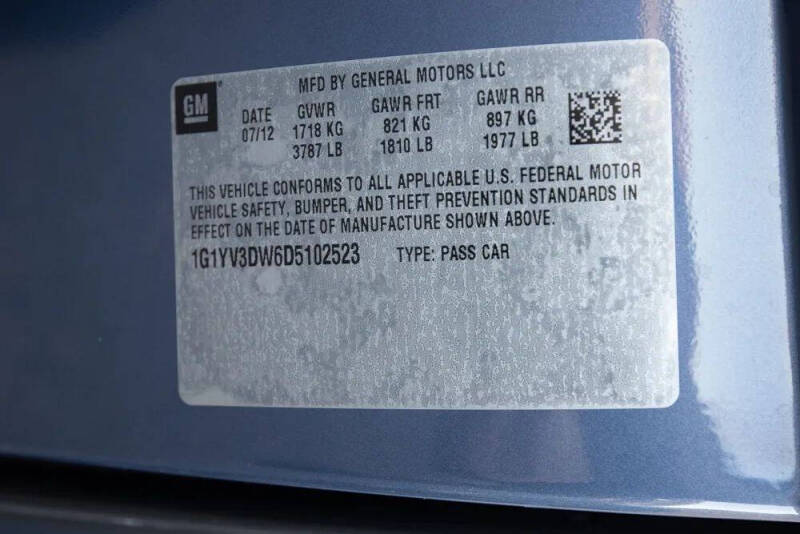 MFD BY GENERAL MOTORS LLC
GM
DATE GVWR GAWR FRT GAWR RR
07/12 1718 KG 821 KG 897 KG
3787 LB 1810 LB 1977 LB
THIS VEHICLE CONFORMS TO ALL APPLICABLE U.S. FEDERAL MOTOR
VEHICLE SAFETY, BUMPER, AND THEFT PREVENTION STANDARDS IN
EFFECT ON THE DATE OF MANUFACTURE SHOWN ABOVE.
1G1YV3DW6D5102523 TYPE: PASS CAR